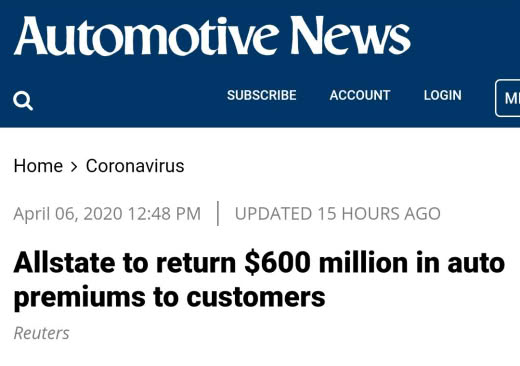 Automotive News
SUBSCRIBE ACCOUNT LOGIN
Home > Coronavirus
April 06, 2020 12:48 PM | UPDATED 15 HOURS AGO
Allstate to return $600 million in auto
premiums to customers
Reuters